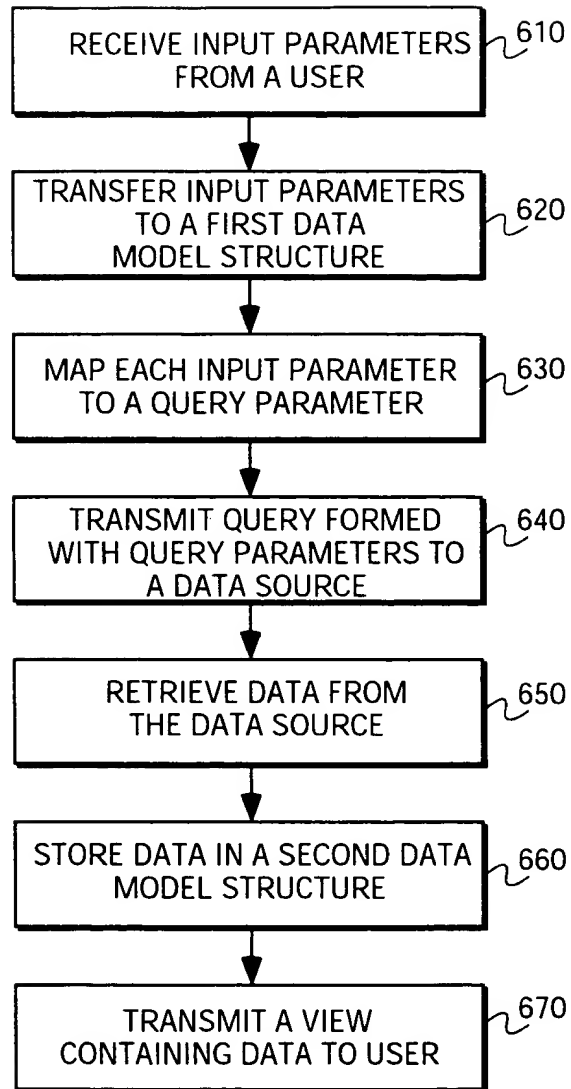 RECEIVE INPUT PARAMETERS
FROM A USER
610
TRANSFER INPUT PARAMETERS
TO A FIRST DATA
MODEL STRUCTURE
620
MAP EACH INPUT PARAMETER
TO A QUERY PARAMETER
630
TRANSMIT QUERY FORMED
WITH QUERY PARAMETERS TO
A DATA SOURCE
640
RETRIEVE DATA FROM
THE DATA SOURCE
650
STORE DATA IN A SECOND DATA
MODEL STRUCTURE
660
TRANSMIT A VIEW
CONTAINING DATA TO USER
670